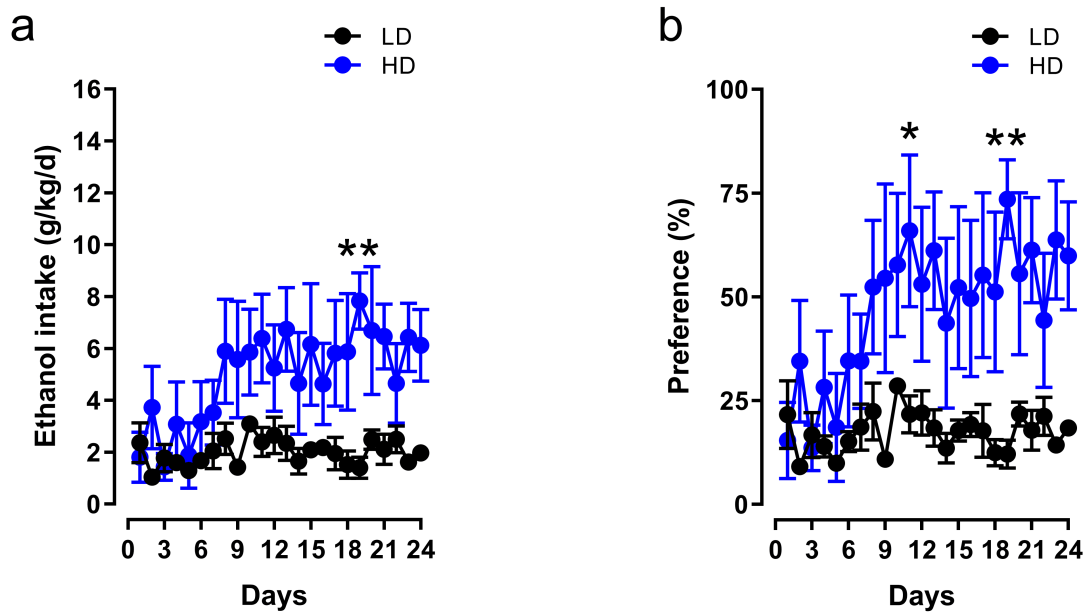 a
LD
HD
Ethanol intake (g/kg/d)
16
14
12
10
8
6
4
2
0
**
0 3 6 9 12 15 18 21 24
Days
b
LD
HD
Preference (%)
100
75
50
25
0
*
**
0 3 6 9 12 15 18 21 24
Days